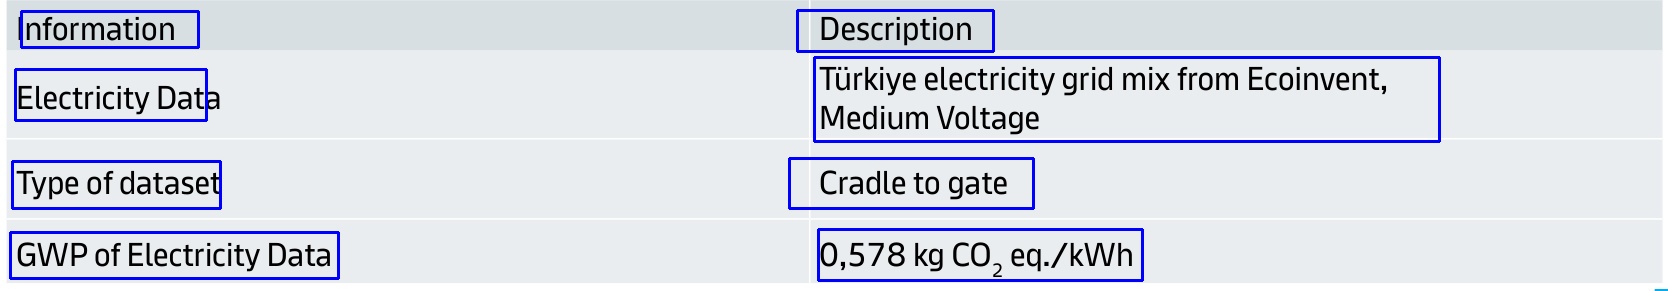 Information Description
Electricity Data Türkiye electricity grid mix from Ecoinvent,
Medium Voltage
Type of dataset Cradle to gate
GWP of Electricity Data 0,578 kg CO₂ eq./kWh